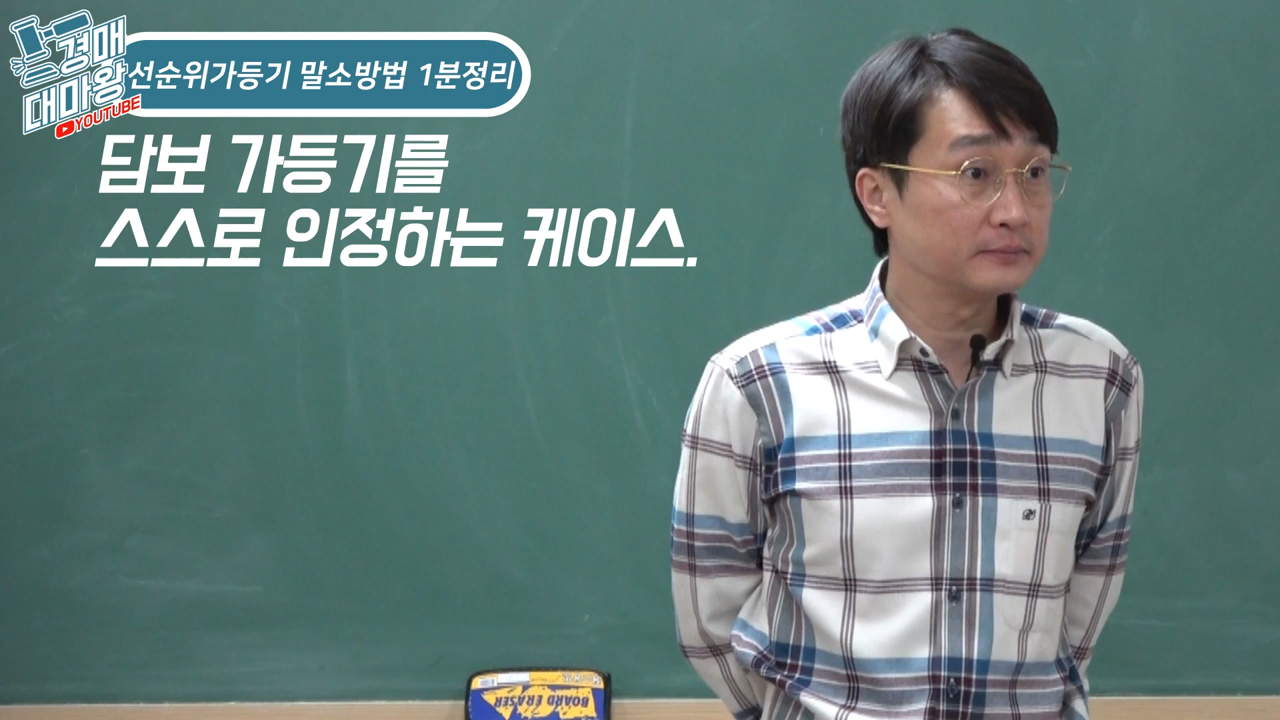 경매
대마왕
YOUTUBE
선순위가등기 말소방법 1분정리
담보 가등기를
스스로 인정하는 케이스.
BOARD ERASER